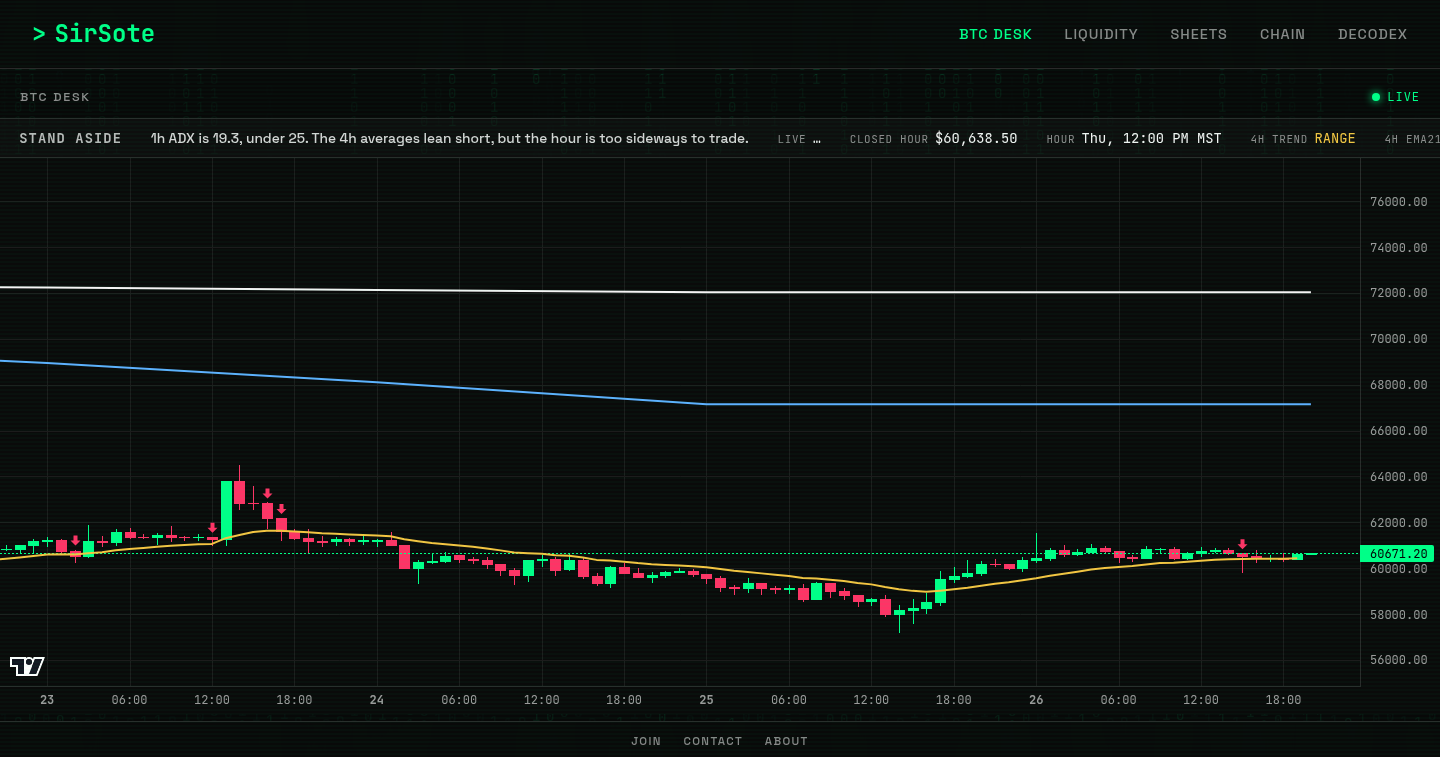 > SirSote
BTC DESK LIQUIDITY SHEETS CHAIN DECODEX
BTC DESK LIVE
STAND ASIDE 1h ADX is 19.3, under 25. The 4h averages lean short, but the hour is too sideways to trade. LIVE … CLOSED HOUR $60,638.50 HOUR Thu, 12:00 PM MST 4H TREND RANGE 4H EMA21
76000.00
74000.00
72000.00
70000.00
68000.00
66000.00
64000.00
62000.00
60671.20
60000.00
58000.00
56000.00
23 06:00 12:00 18:00 24 06:00 12:00 18:00 25 06:00 12:00 18:00 26 06:00 12:00 18:00
JOIN CONTACT ABOUT